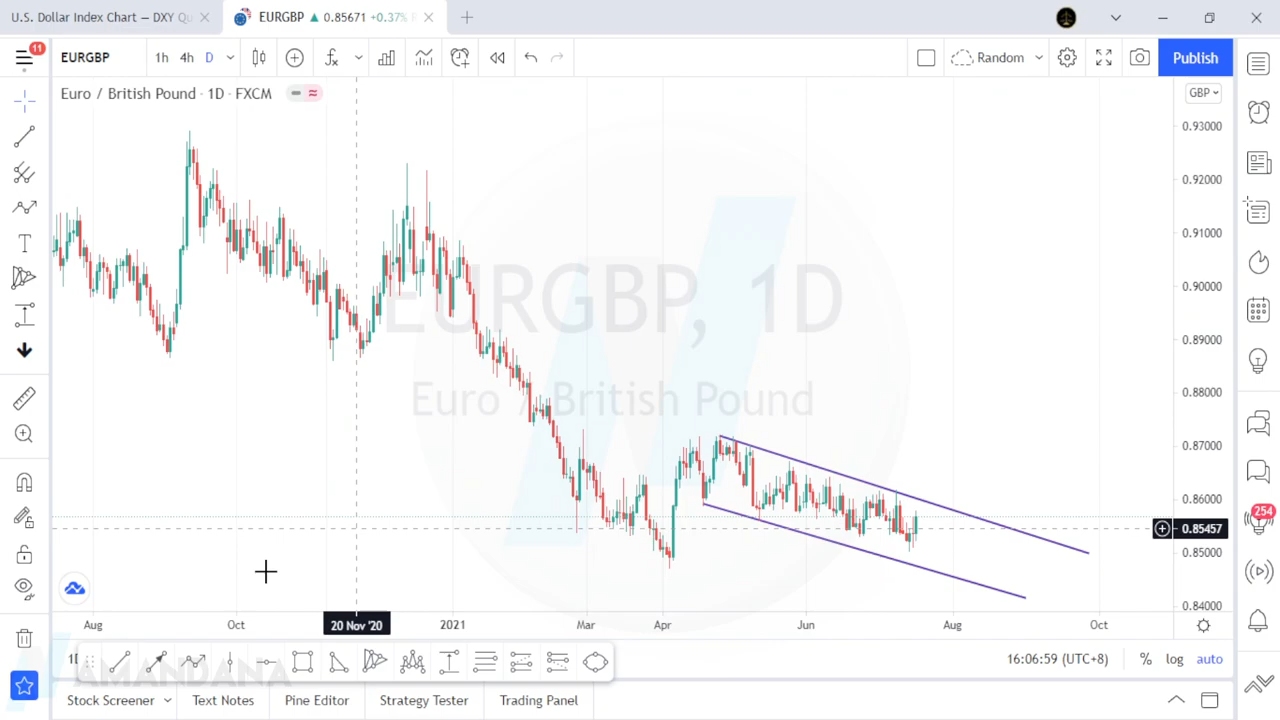 U.S. Dollar Index Chart — DXY Qu
EURGBP ▲ 0.85671 +0.37%
11
EURGBP
1h 4h D
Random
Publish
Euro / British Pound · 1D · FXCM
GBP
EURGBP, 1D
Euro / British Pound
0.93000
0.92000
0.91000
0.90000
0.89000
0.88000
0.87000
0.86000
0.85457
0.85000
0.84000
254
Aug
Oct
20 Nov '20
2021
Mar
Apr
Jun
Aug
Oct
1D
AMANDANA
16:06:59 (UTC+8)
%
log
auto
Stock Screener
Text Notes
Pine Editor
Strategy Tester
Trading Panel